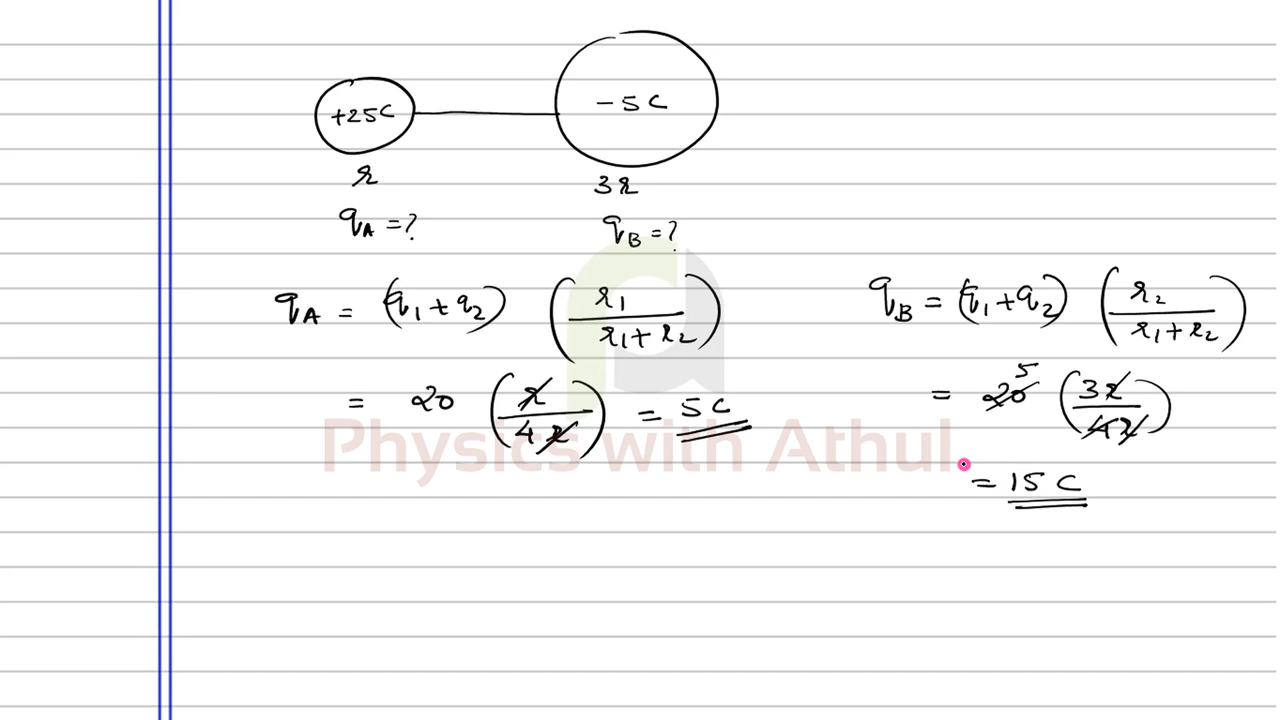 +25C
-5C
r
3r
qA = ?
qB = ?
qA = (q1 + q2) (r1 / r1 + r2)
= 20 (r / 4r) = 5C
qB = (q1 + q2) (r2 / r1 + r2)
= 20 5 (3r / 4r)
= 15 C
Physics with Athul